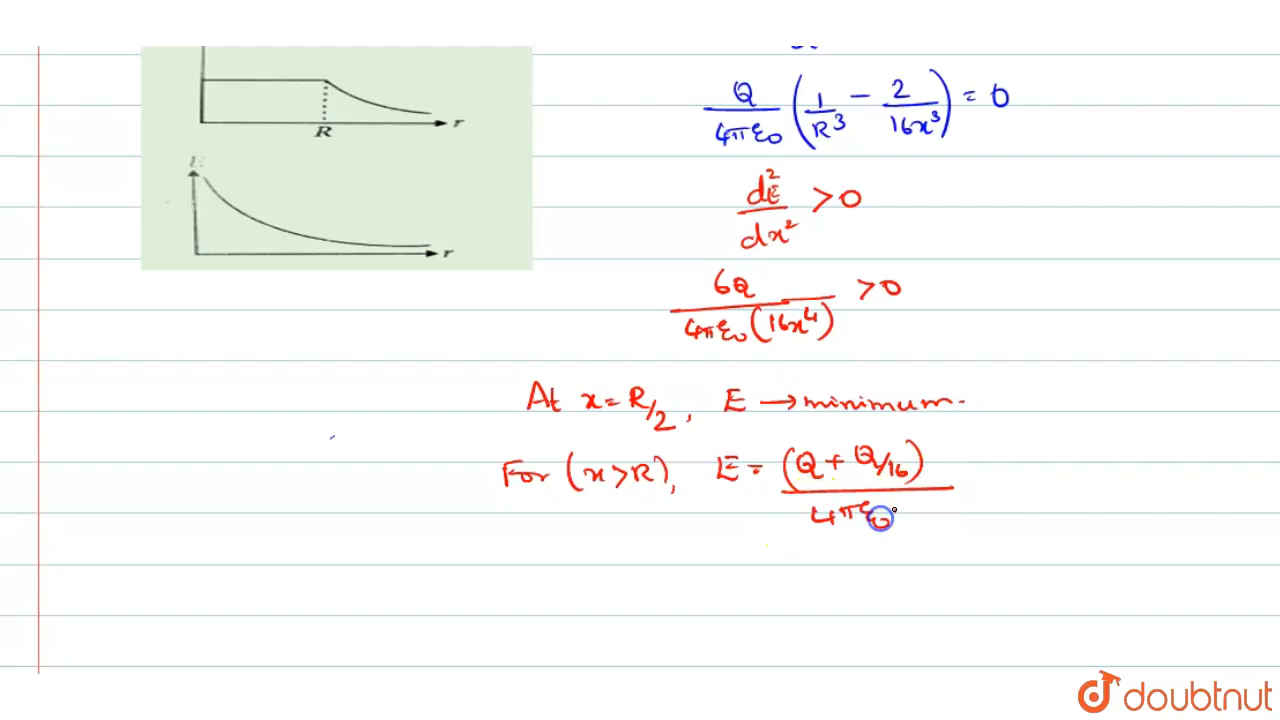 R
r
r
Q/4πε₀ (1/R³ − 2/16x³) = 0
d²E/dx² > 0
6Q/4πε₀(16x⁴) > 0
At x = R/2, E → minimum.
For (x > R), E = (Q + Q/16)/4πε₀
doubtnut